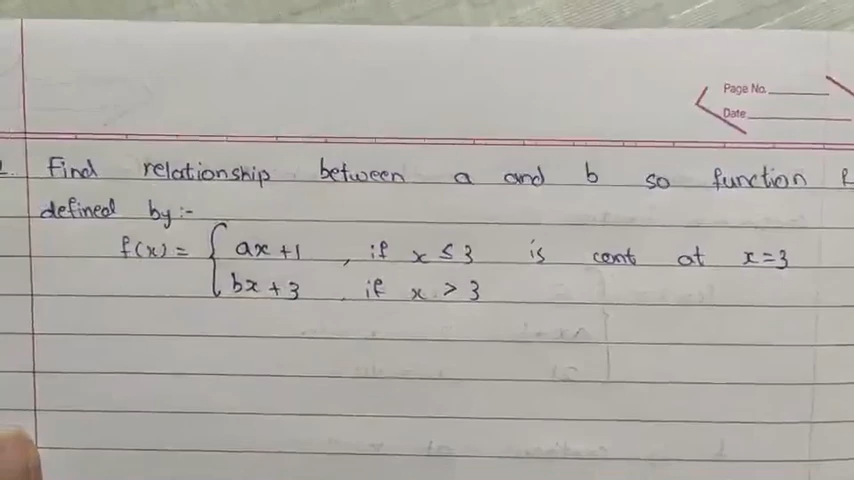 Page No.
Date
Find relationship between a and b so function f
defined by:-
f(x) = { ax + 1 , if x ≤ 3 is cont at x = 3
bx + 3 , if x > 3